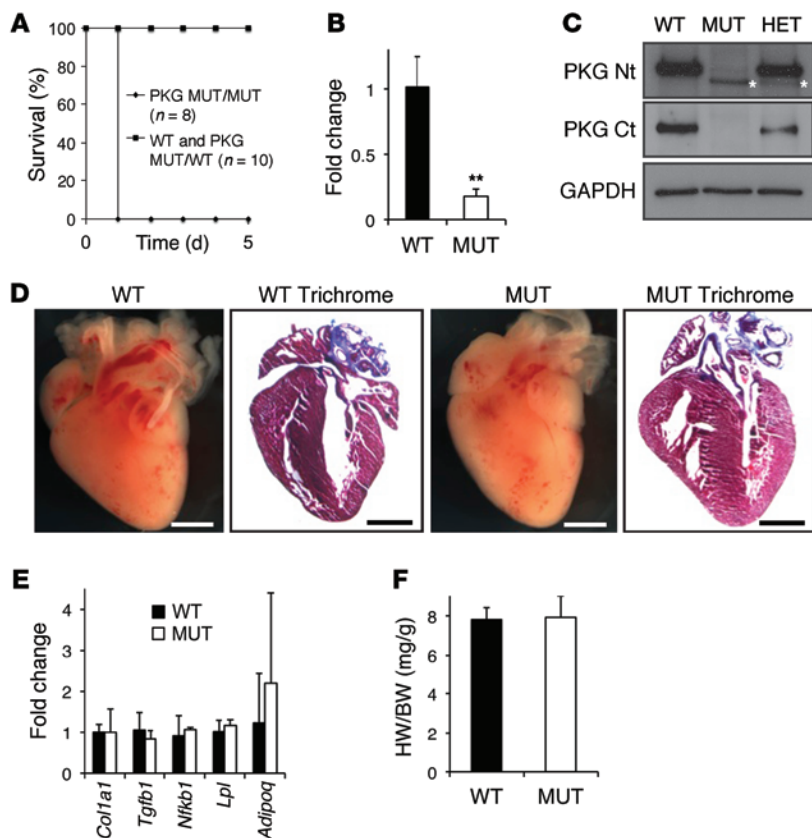 A
Survival (%)
100
80
60
40
20
0
0
Time (d)
5
PKG MUT/MUT
(n = 8)
WT and PKG
MUT/WT (n = 10)
B
Fold change
1
0.5
0
**
WT
MUT
C
WT MUT HET
PKG Nt
* *
PKG Ct
GAPDH
D
WT
WT Trichrome
MUT
MUT Trichrome
E
Fold change
4
3
2
1
0
WT
MUT
Col1a1
Tgfb1
Nfkb1
Lpl
Adipoq
F
HW/BW (mg/g)
8
6
4
2
0
WT
MUT